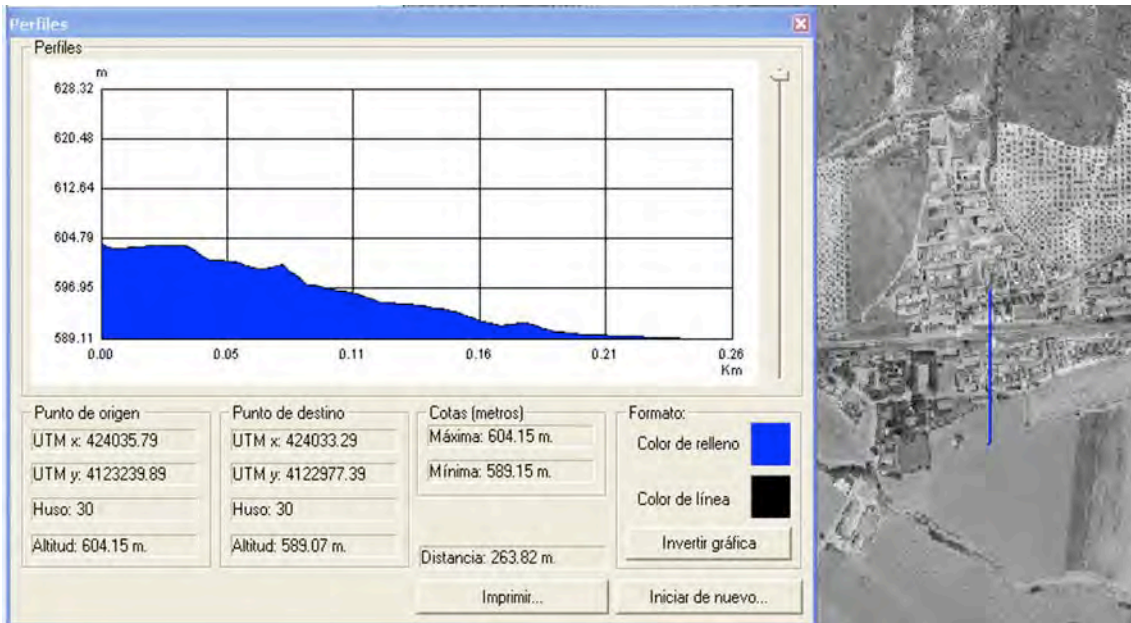 Perfiles
Perfiles
m
628.32
620.48
612.64
604.79
596.95
589.11
0.00 0.05 0.11 0.16 0.21 0.26
Km
Punto de origen
UTM x: 424035.79
UTM y: 4123239.89
Huso: 30
Altitud: 604.15 m.
Punto de destino
UTM x: 424033.29
UTM y: 4122977.39
Huso: 30
Altitud: 589.07 m.
Cotas (metros)
Máxima: 604.15 m.
Mínima: 589.15 m.
Distancia: 263.82 m.
Formato:
Color de relleno
Color de línea
Invertir gráfica
Imprimir...
Iniciar de nuevo...